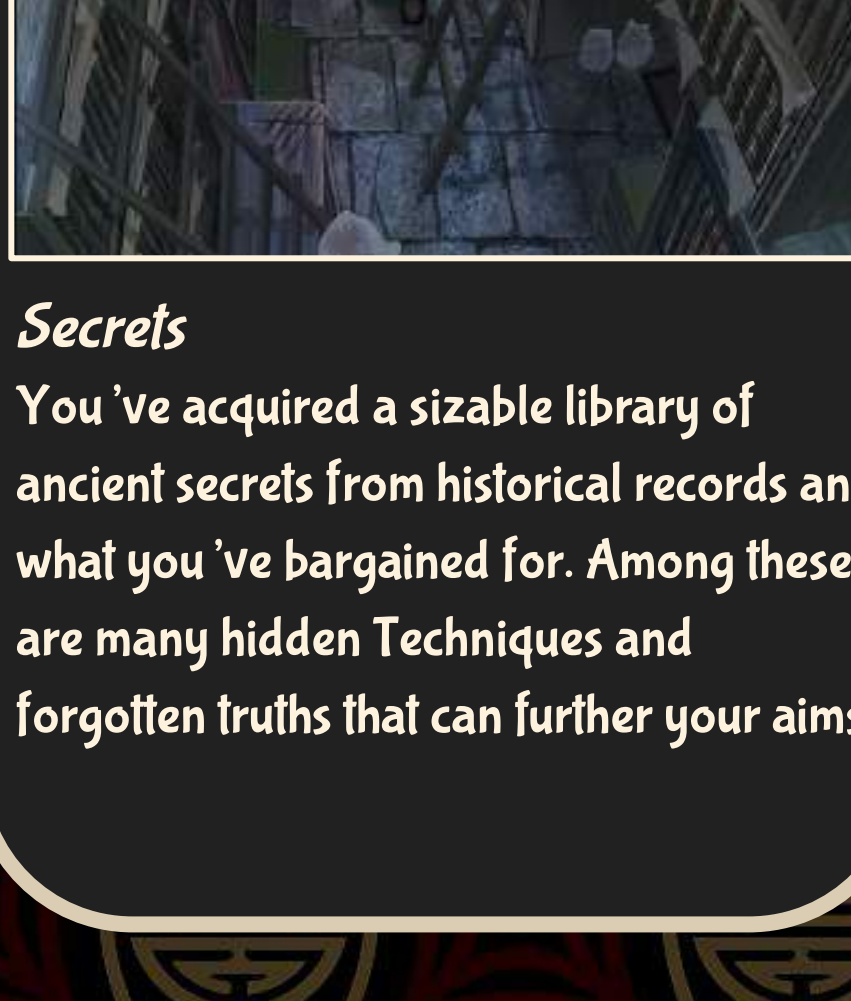 Secrets
You 've acquired a sizable library of
ancient secrets from historical records an
what you 've bargained for. Among these
are many hidden Techniques and
forgotten truths that can further your aims